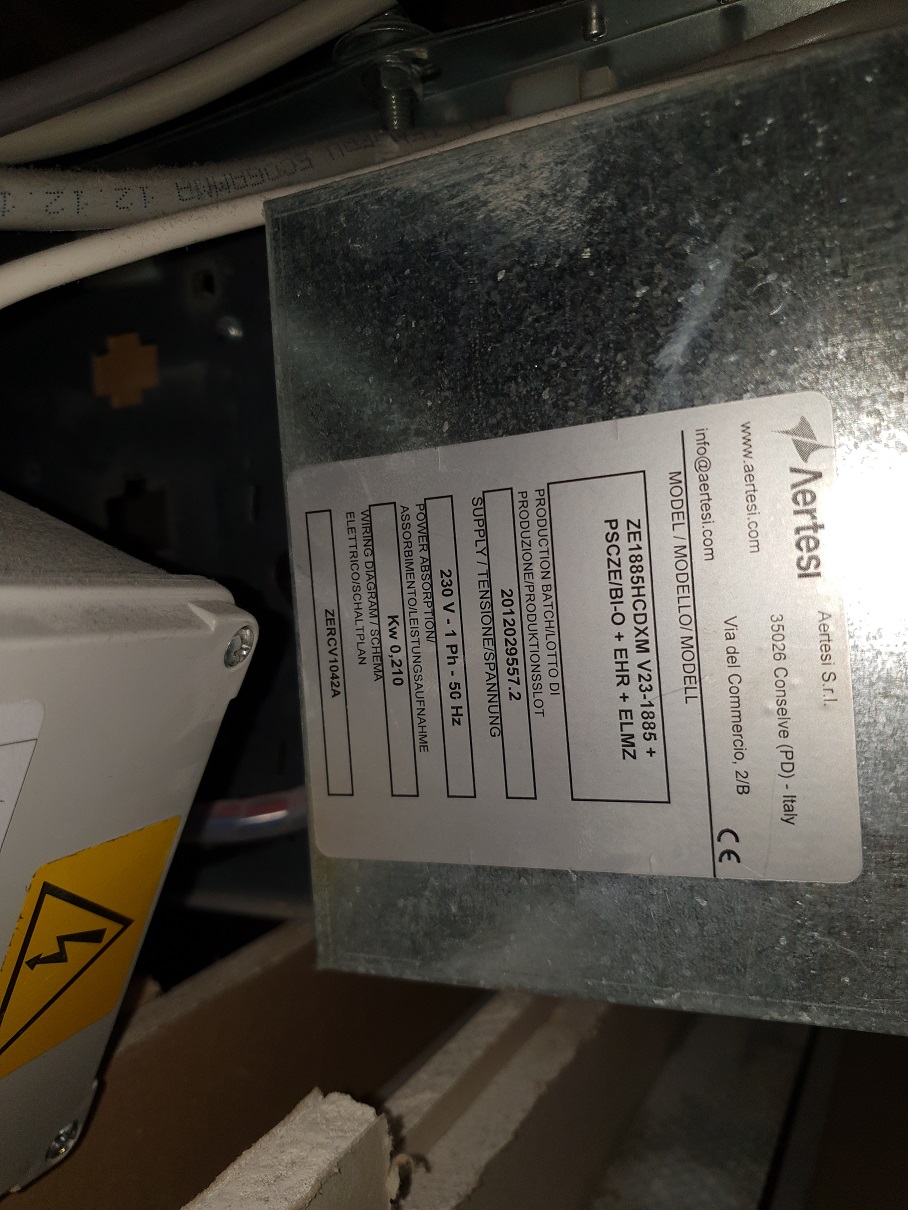 Aertesi
Aertesi S.r.l.
35026 Conselve (PD) - Italy
www.aertesi.com
Via del Commercio, 2/B
info@aertesi.com
CE
MODEL / MODELLO/ MODELL
ZE1885HCDXM V23-1885 +
PSCZE/BI-O + EHR + ELMZ
PRODUCTION BATCH/LOTTO DI
PRODUZIONE/PRODUKTIONSSLOT
2012029557.2
SUPPLY / TENSIONE/SPANNUNG
230 V - 1 Ph - 50 Hz
POWER ABSORPTION/
ASSORBIMENTO/LEISTUNGSAUFNAHME
Kw 0,210
WIRING DIAGRAM / SCHEMA
ELETTRICO/SCHALTPLAN
ZERCV1042A
12 12